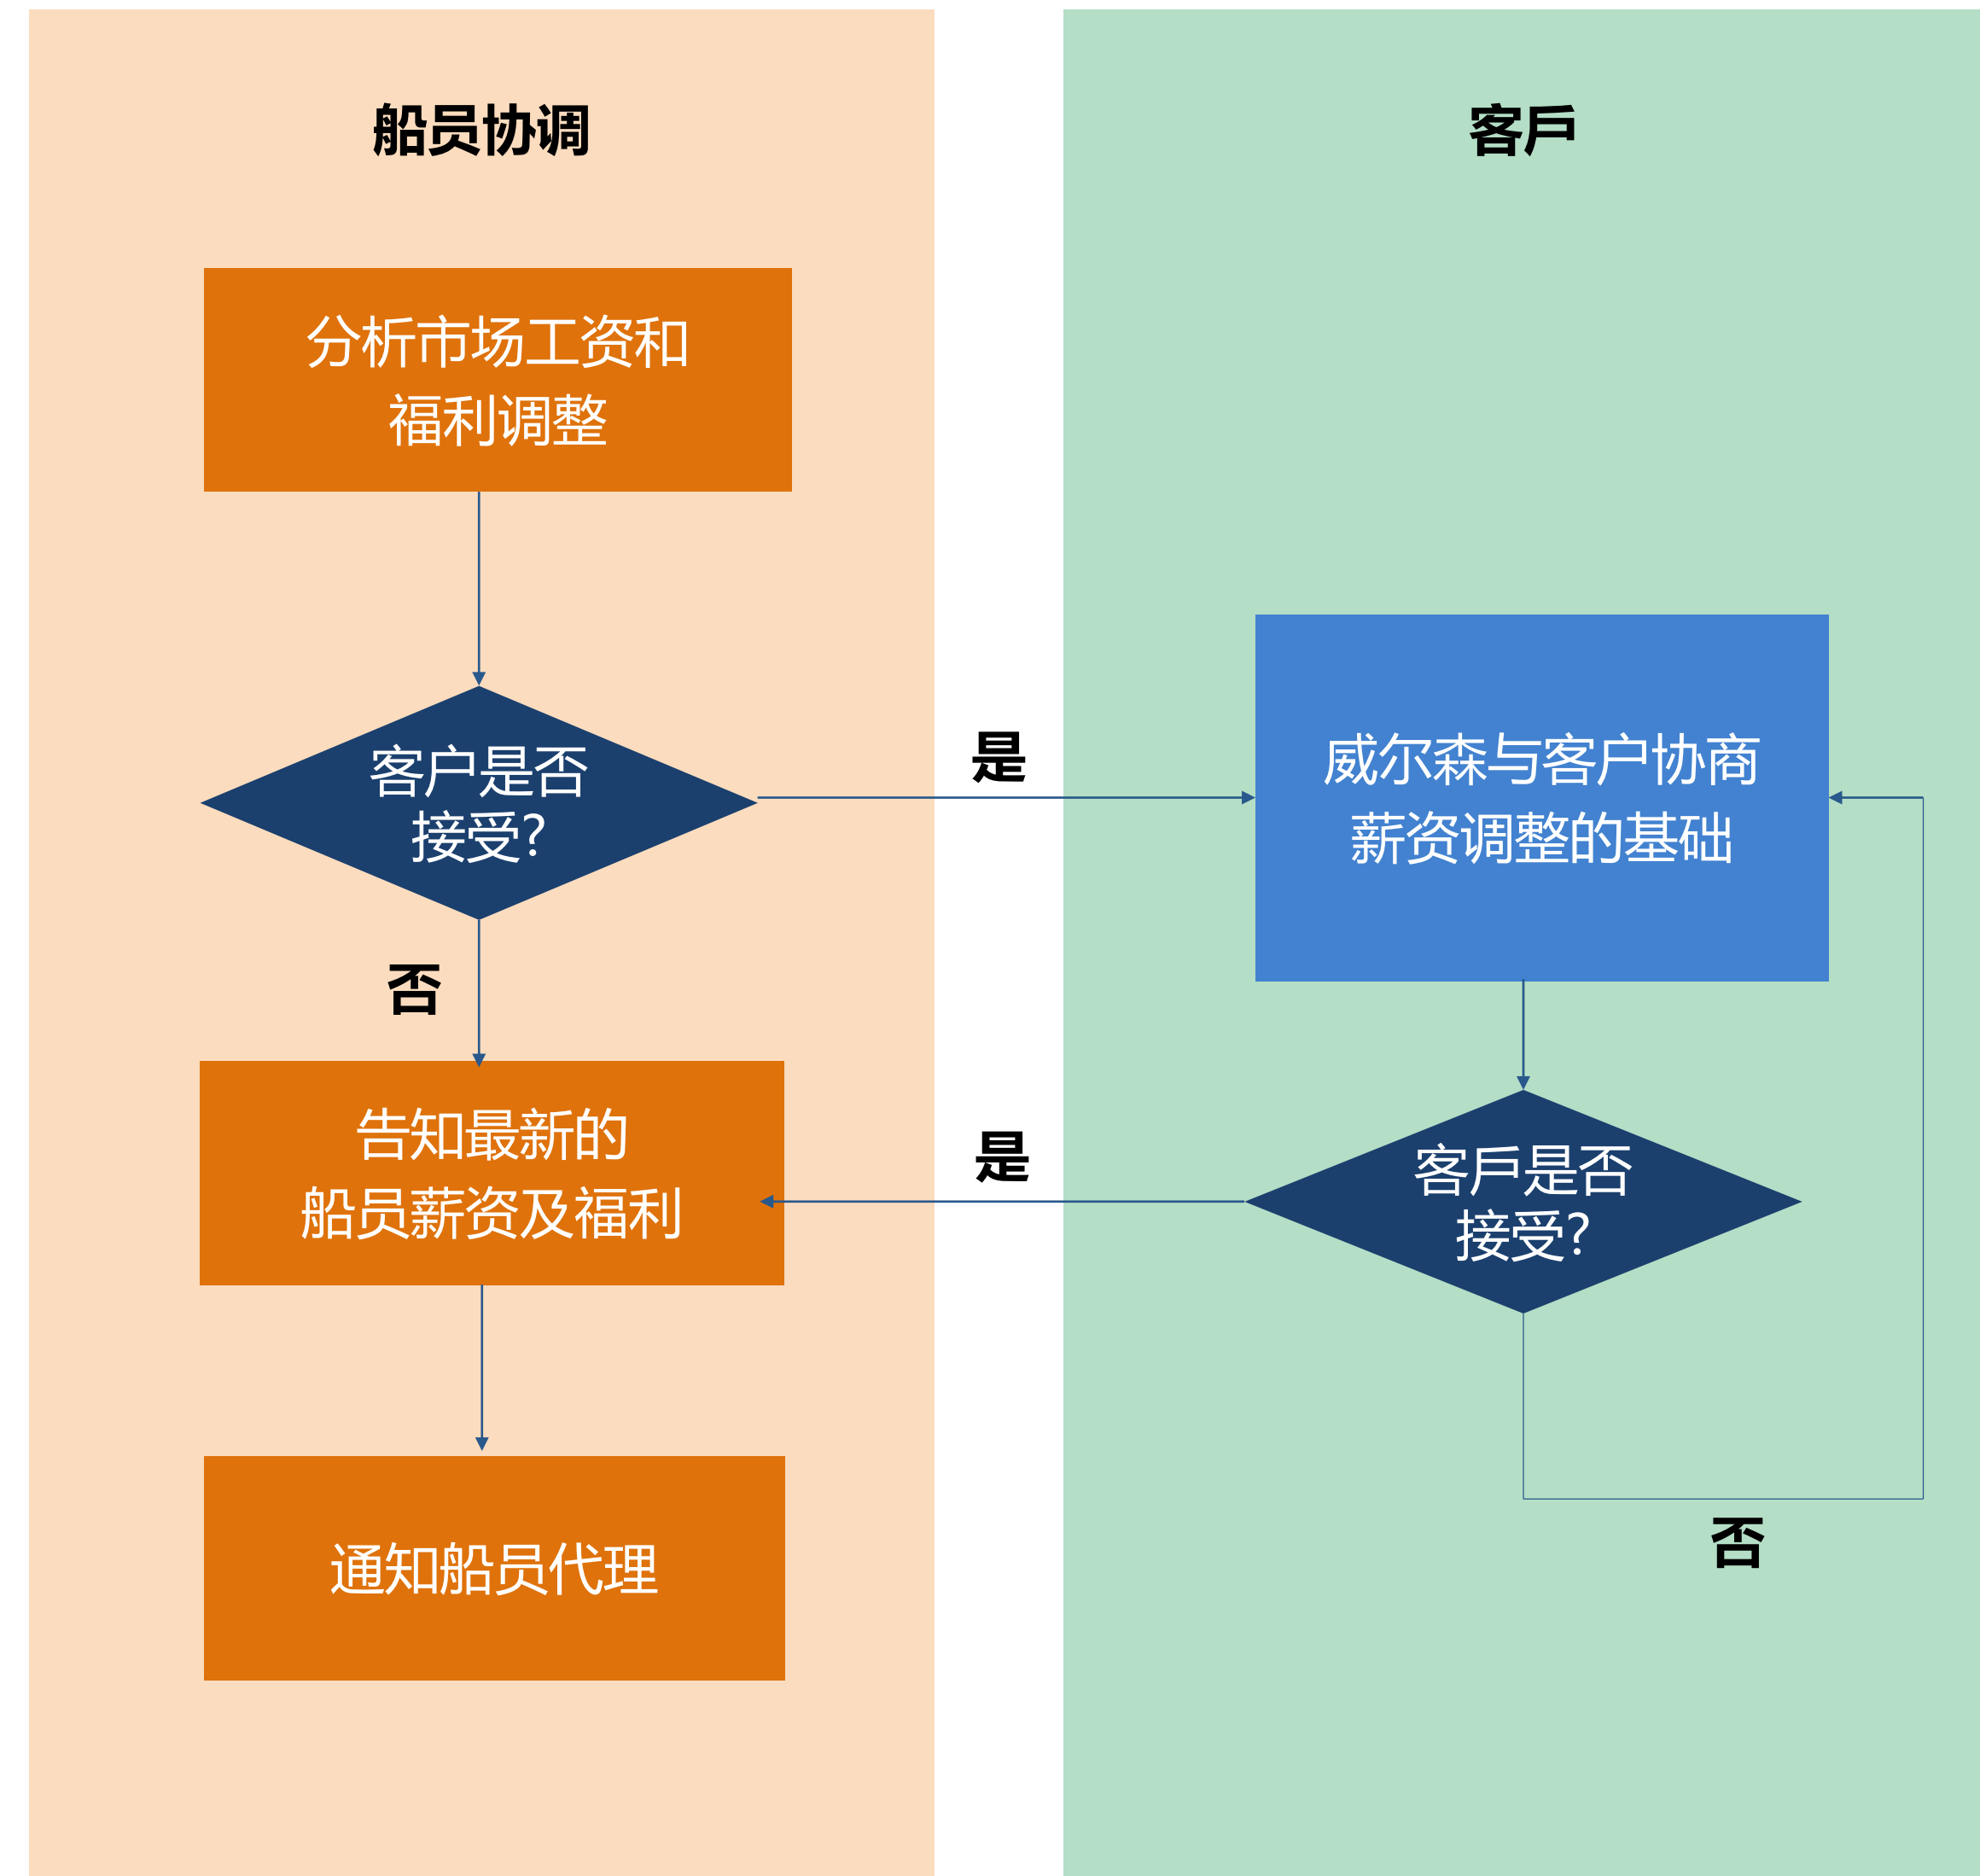 船员协调
客戶
分析市场工资和
福利调整
客户是否
接受？
是
威尔森与客户协商
薪资调整的基础
否
告知最新的
船员薪资及福利
是
客戶是否
接受？
通知船员代理
否